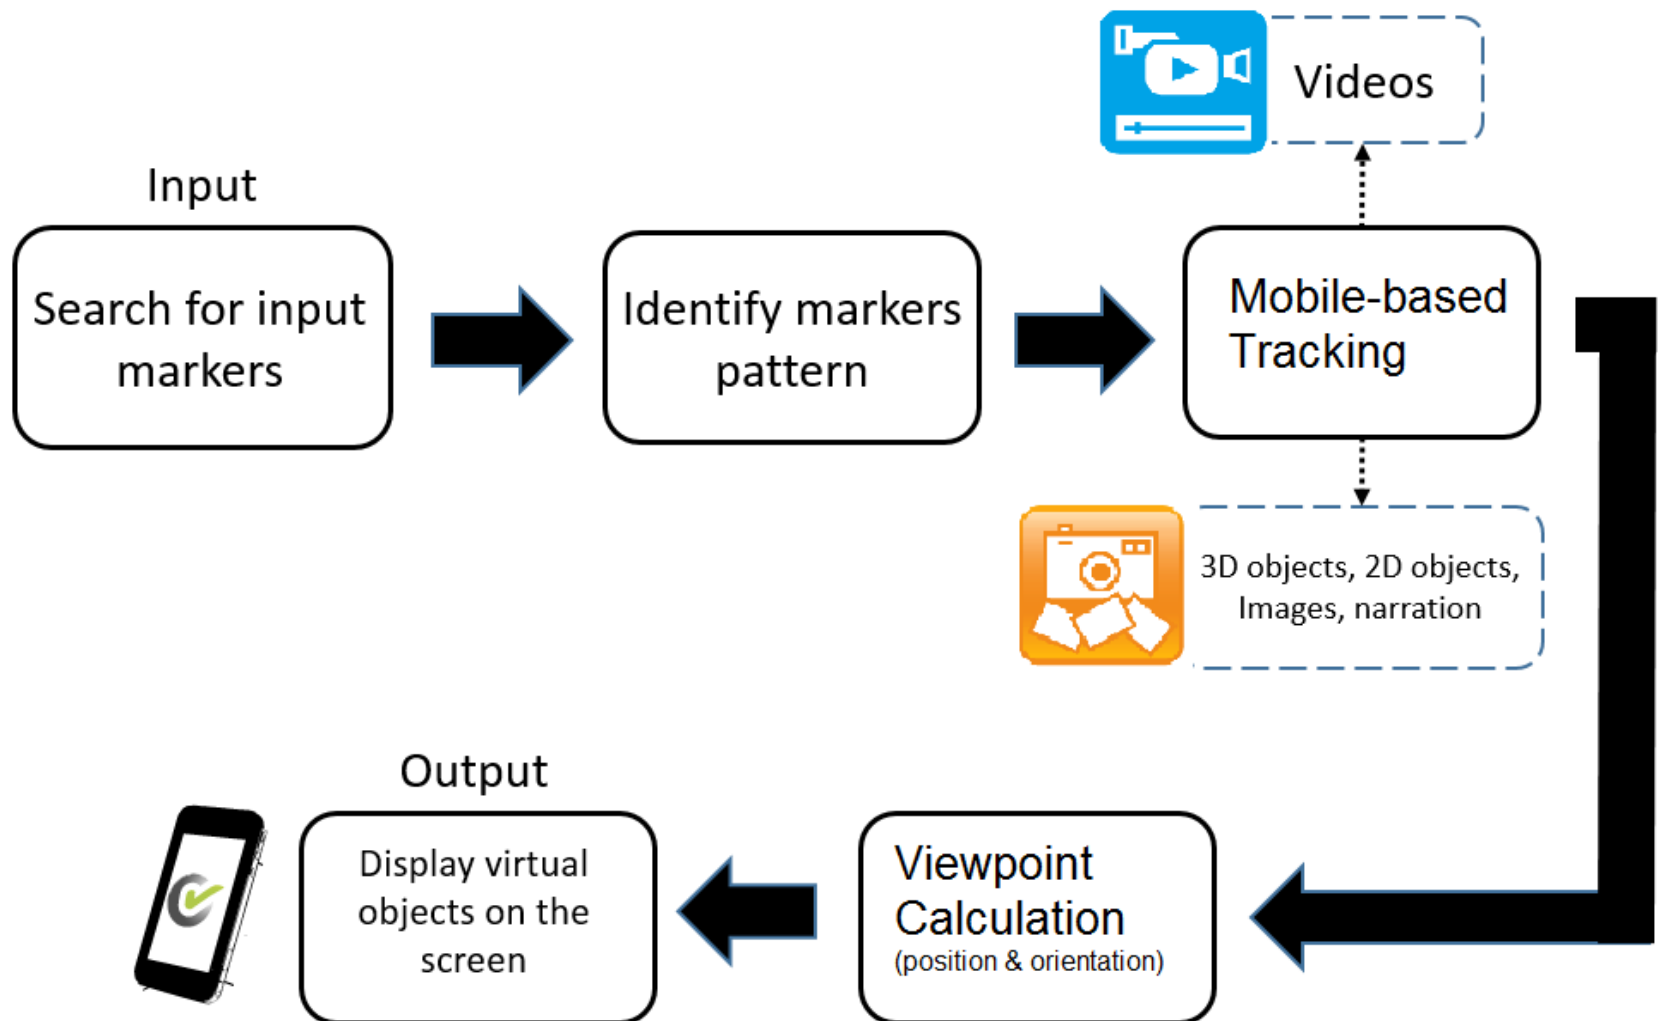 Videos
Input
Search for input
markers
Identify markers
pattern
Mobile-based
Tracking
3D objects, 2D objects,
Images, narration
Output
Display virtual
objects on the
screen
Viewpoint
Calculation
(position & orientation)